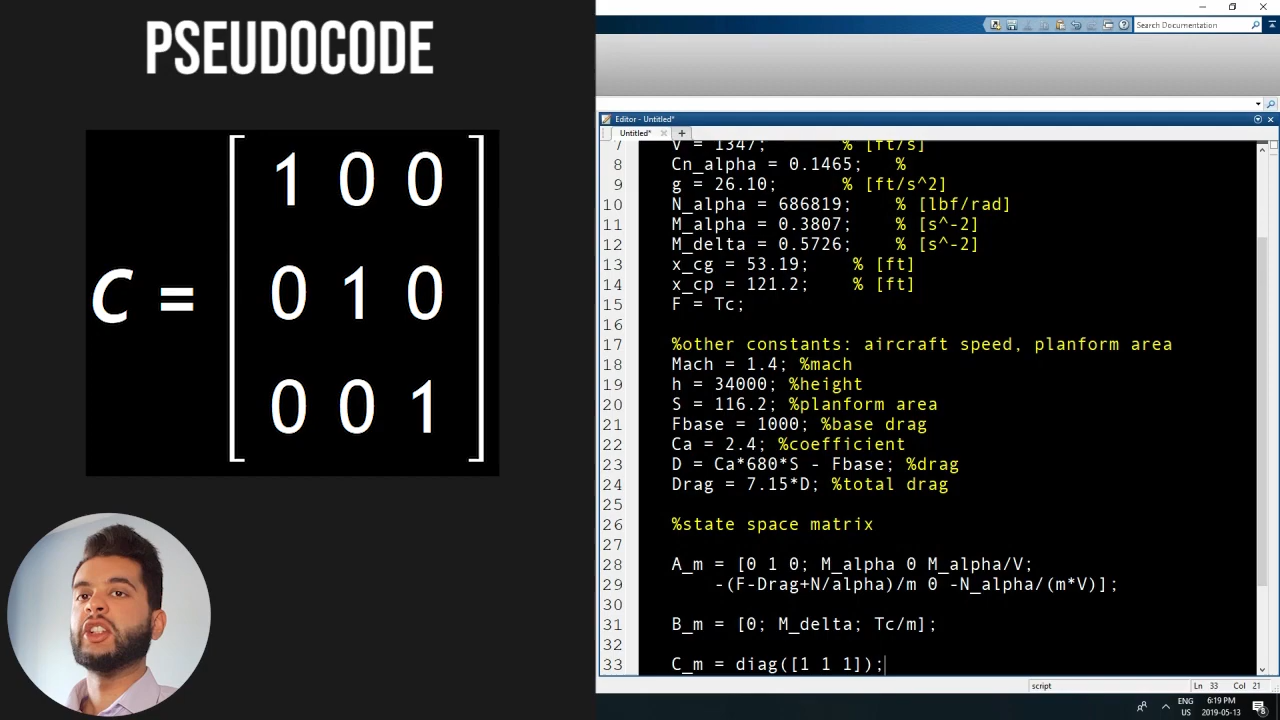 PSEUDOCODE
C =
1 0 0
0 1 0
0 0 1
Search Documentation
Editor - Untitled*
Untitled*
7 V = 1347; % [ft/s]
8 Cn_alpha = 0.1465; %
9 g = 26.10; % [ft/s^2]
10 N_alpha = 686819; % [lbf/rad]
11 M_alpha = 0.3807; % [s^-2]
12 M_delta = 0.5726; % [s^-2]
13 x_cg = 53.19; % [ft]
14 x_cp = 121.2; % [ft]
15 F = Tc;
16
17 %other constants: aircraft speed, planform area
18 Mach = 1.4; %mach
19 h = 34000; %height
20 S = 116.2; %planform area
21 Fbase = 1000; %base drag
22 Ca = 2.4; %coefficient
23 D = Ca*680*S - Fbase; %drag
24 Drag = 7.15*D; %total drag
25
26 %state space matrix
27
28 A_m = [0 1 0; M_alpha 0 M_alpha/V;
29 -(F-Drag+N/alpha)/m 0 -N_alpha/(m*V)];
30
31 B_m = [0; M_delta; Tc/m];
32
33 C_m = diag([1 1 1]);
script Ln 33 Col 21
ENG 6:19 PM
US 2019-05-13
8